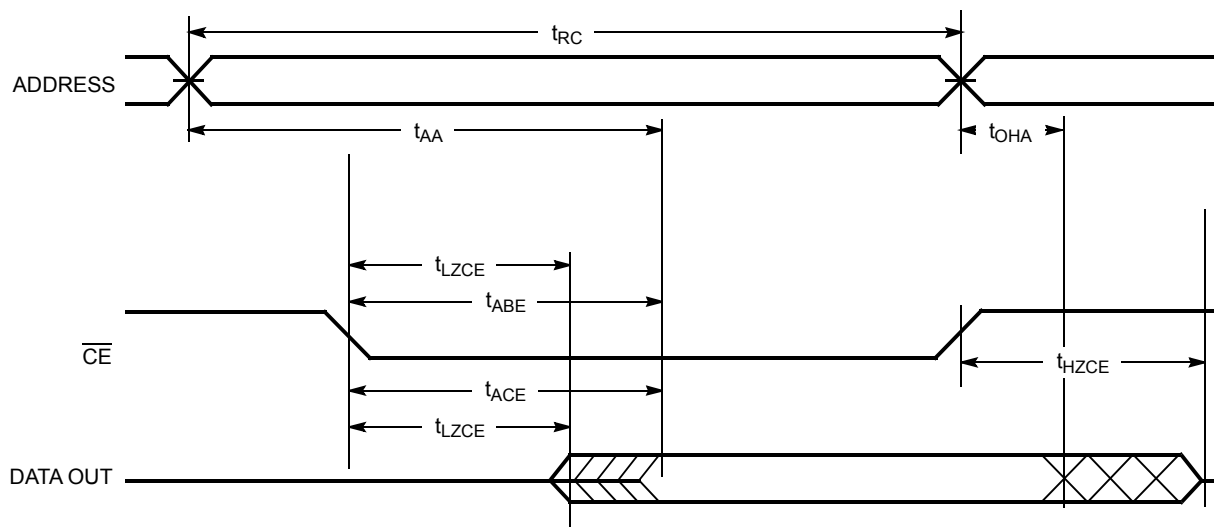 tRC
ADDRESS
tAA
tOHA
tLZCE
tABE
CE
tHZCE
tACE
tLZCE
DATA OUT